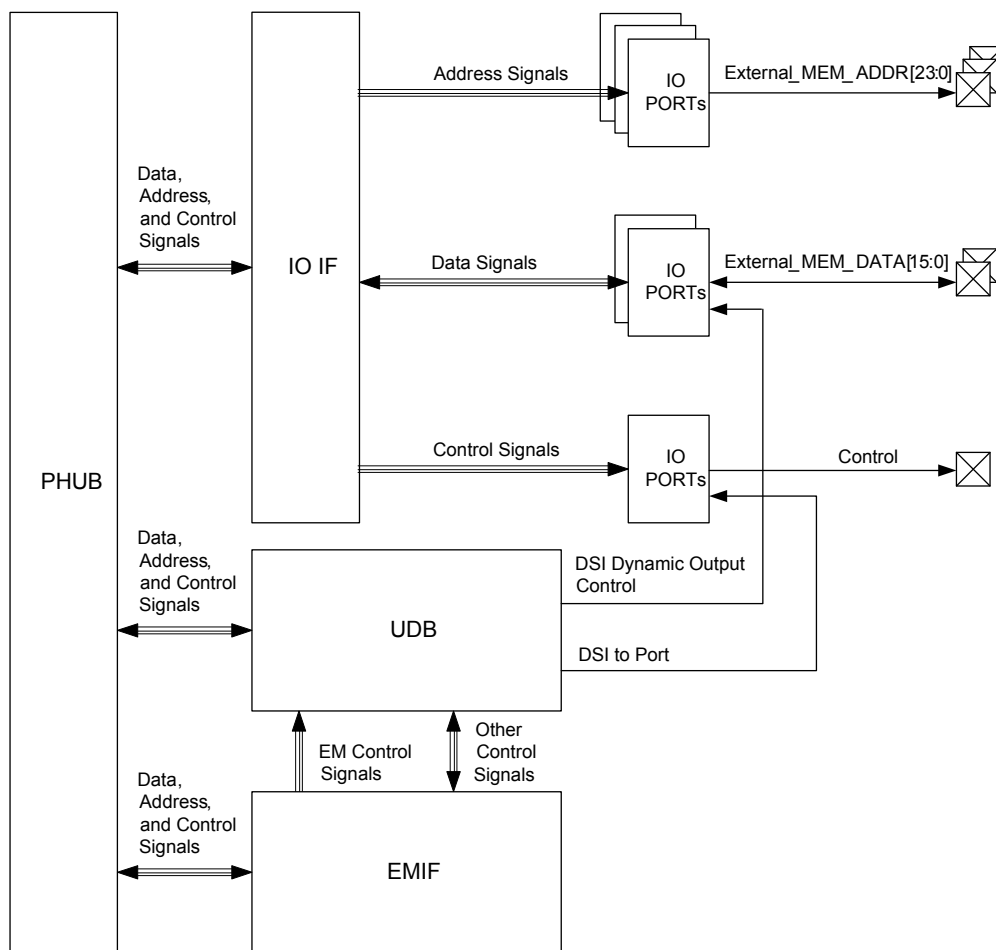 Address Signals
IO
PORTs
External_MEM_ADDR[23:0]
Data,
Address,
and Control
Signals
IO IF
Data Signals
IO
PORTs
External_MEM_DATA[15:0]
Control Signals
IO
PORTs
Control
PHUB
Data,
Address,
and Control
Signals
UDB
DSI Dynamic Output
Control
DSI to Port
EM Control
Signals
Other
Control
Signals
Data,
Address,
and Control
Signals
EMIF